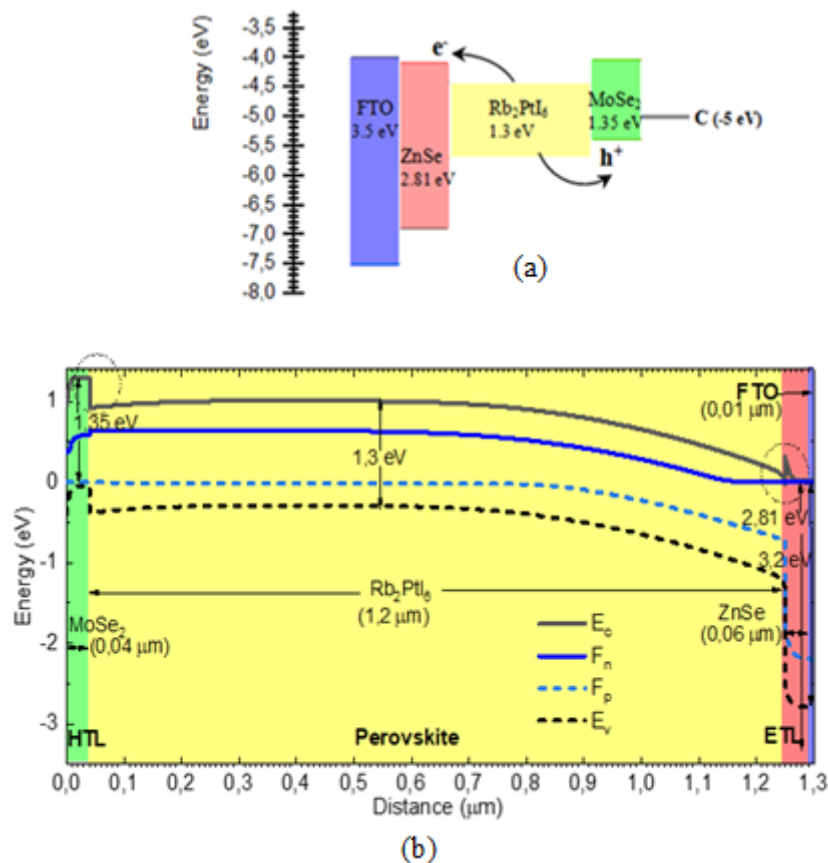 Energy (eV)
-3,5
-4,0
-4,5
-5,0
-5,5
-6,0
-6,5
-7,0
-7,5
-8,0
e⁻
FTO
3.5 eV
ZnSe
2.81 eV
Rb₂PtI₆
1.3 eV
MoSe₂
1.35 eV
C (-5 eV)
h⁺
(a)
Energy (eV)
1
0
-1
-2
-3
1,35 eV
1,3 eV
FTO
(0,01 µm)
2,81 eV
3,2 eV
Rb₂PtI₆
(1,2 µm)
MoSe₂
(0,04 µm)
ZnSe
(0,06 µm)
E꜀
Fₙ
Fₚ
Eᵥ
HTL
Perovskite
ETL
0,0 0,1 0,2 0,3 0,4 0,5 0,6 0,7 0,8 0,9 1,0 1,1 1,2 1,3
Distance (µm)
(b)